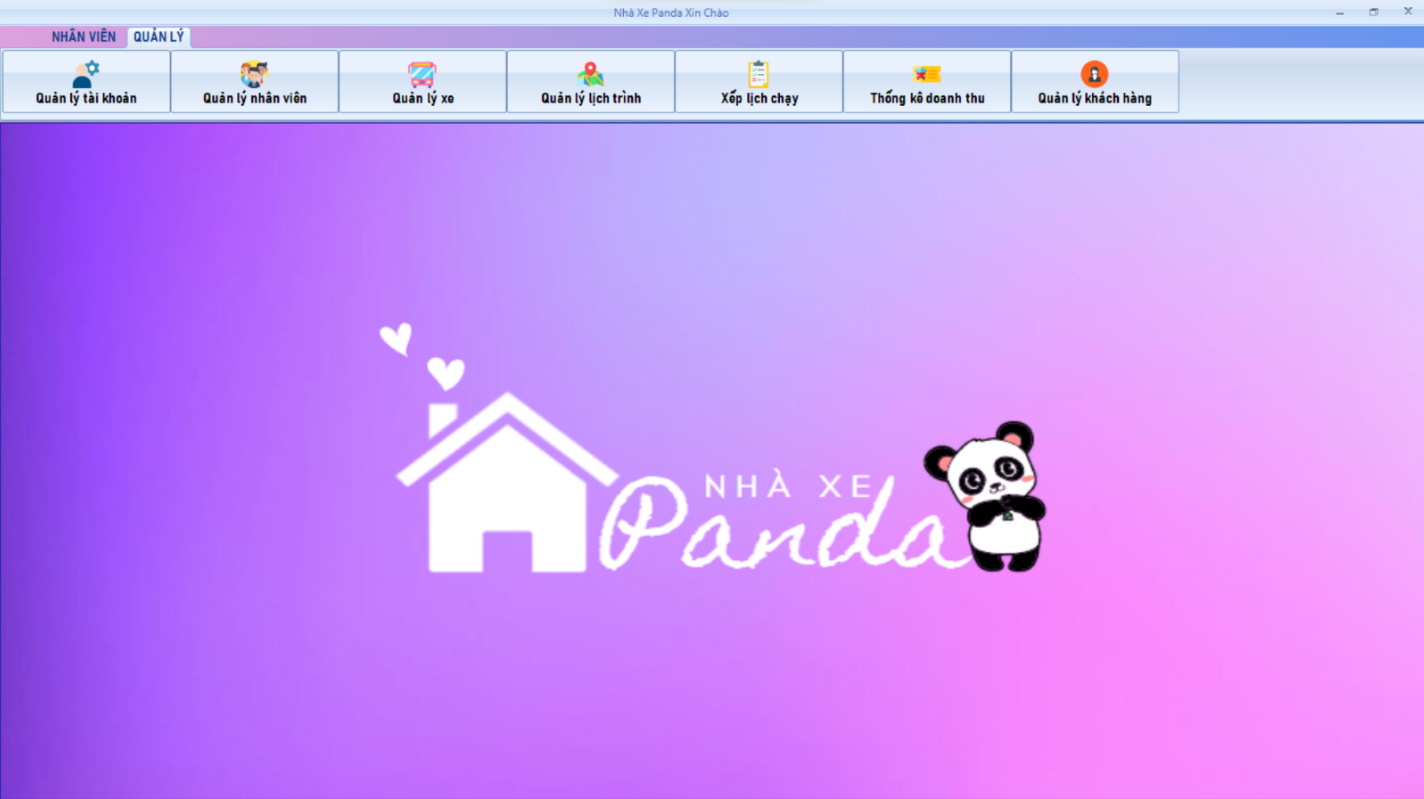 Nhà Xe Panda Xin Chào
NHÂN VIÊN QUẢN LÝ
Quản lý tài khoản Quản lý nhân viên Quản lý xe Quản lý lịch trình Xếp lịch chạy Thống kê doanh thu Quản lý khách hàng
NHÀ XE
Panda